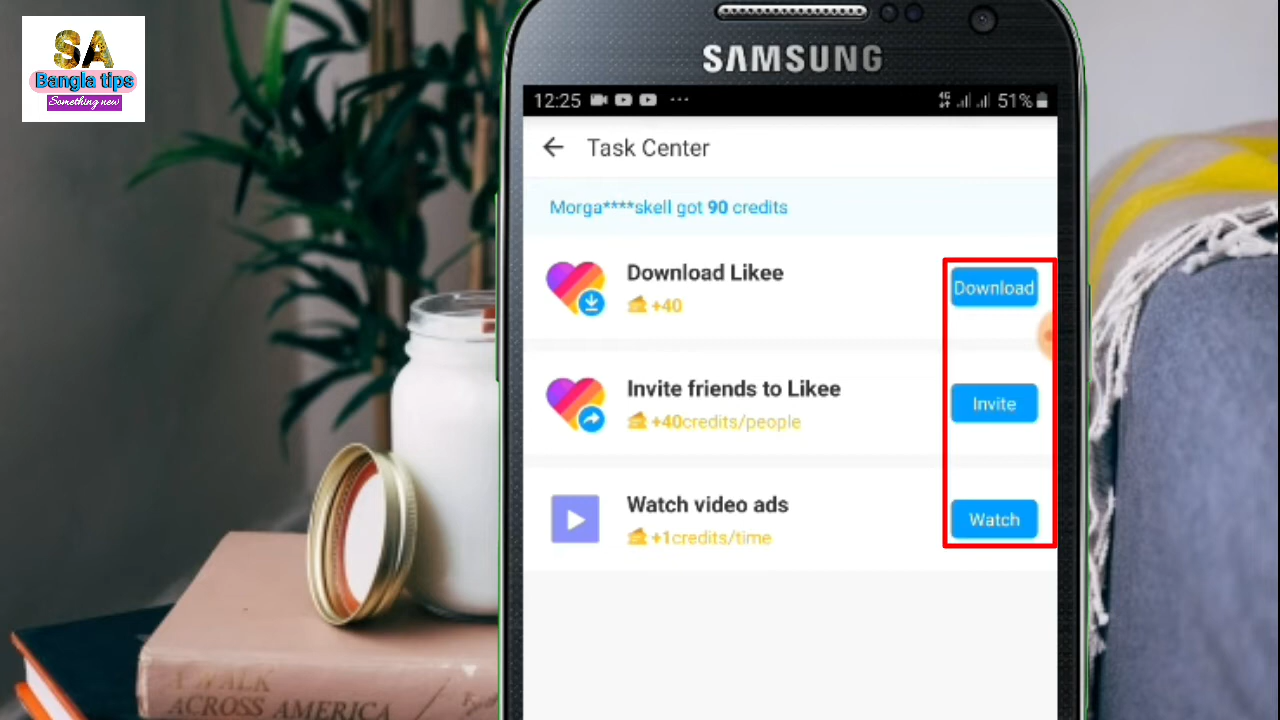 SA
Bangla tips
Something new
SAMSUNG
12:25
4G
51%
Task Center
Morga****skell got 90 credits
Download Likee
+40
Download
Invite friends to Likee
+40credits/people
Invite
Watch video ads
+1credits/time
Watch
A WALK
ACROSS AMERICA